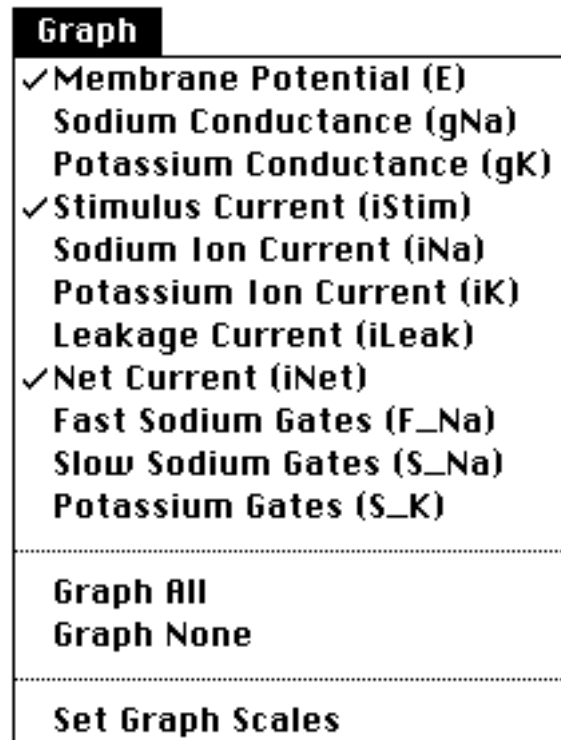 Graph
✓Membrane Potential (E)
Sodium Conductance (gNa)
Potassium Conductance (gK)
✓Stimulus Current (iStim)
Sodium Ion Current (iNa)
Potassium Ion Current (iK)
Leakage Current (iLeak)
✓Net Current (iNet)
Fast Sodium Gates (F_Na)
Slow Sodium Gates (S_Na)
Potassium Gates (S_K)
Graph All
Graph None
Set Graph Scales